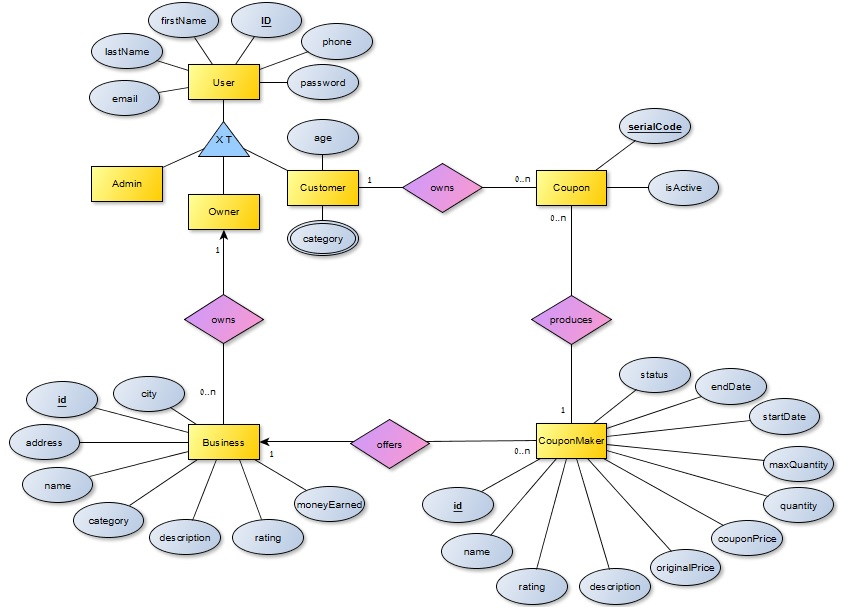 firstName
ID
lastName
phone
User
password
email
X T
age
serialCode
Admin
Customer
1
owns
0..n
Coupon
isActive
Owner
0..n
category
1
owns
produces
status
endDate
id
city
0..n
startDate
1
address
Business
1
offers
0..n
CouponMaker
maxQuantity
name
id
moneyEarned
quantity
category
description
rating
name
couponPrice
originalPrice
rating
description